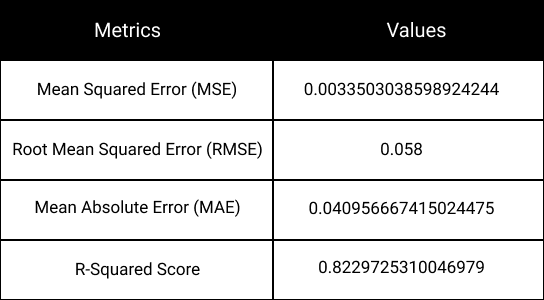 Metrics Values
Mean Squared Error (MSE) 0.0033503038598924244
Root Mean Squared Error (RMSE) 0.058
Mean Absolute Error (MAE) 0.040956667415024475
R-Squared Score 0.8229725310046979